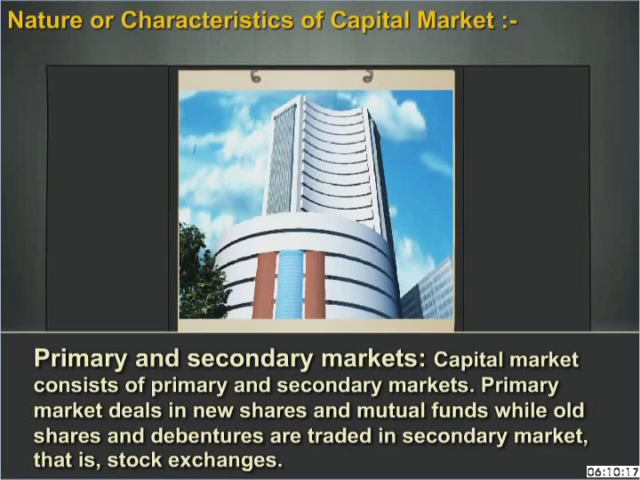 Nature or Characteristics of Capital Market :-
Primary and secondary markets: Capital market
consists of primary and secondary markets. Primary
market deals in new shares and mutual funds while old
shares and debentures are traded in secondary market,
that is, stock exchanges.
06:10:17